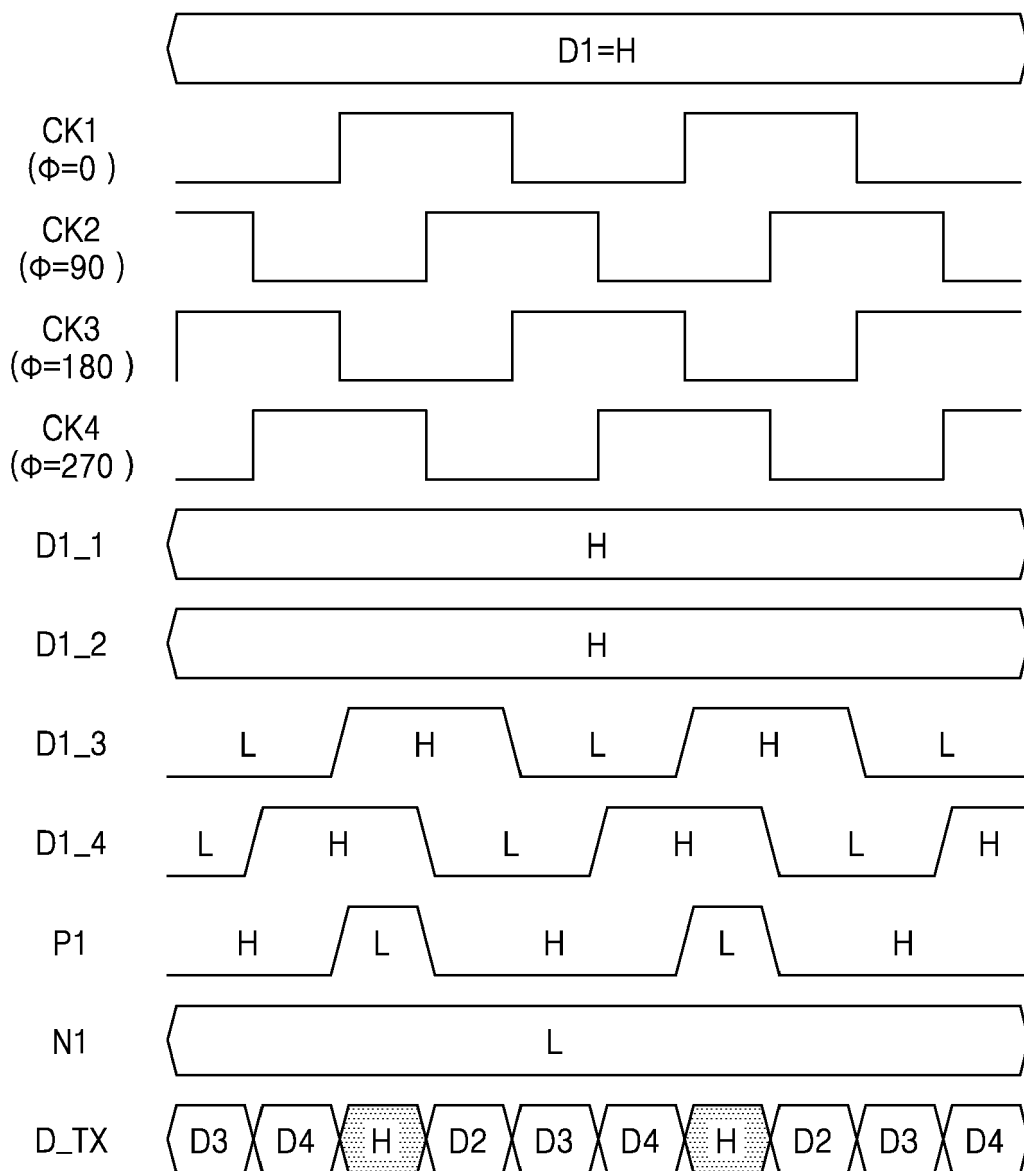 D1=H
CK1
(Φ=0 )
CK2
(Φ=90 )
CK3
(Φ=180 )
CK4
(Φ=270 )
D1_1 H
D1_2 H
D1_3 L H L H L
D1_4 L H L H L H
P1 H L H L H
N1 L
D_TX D3 D4 H D2 D3 D4 H D2 D3 D4